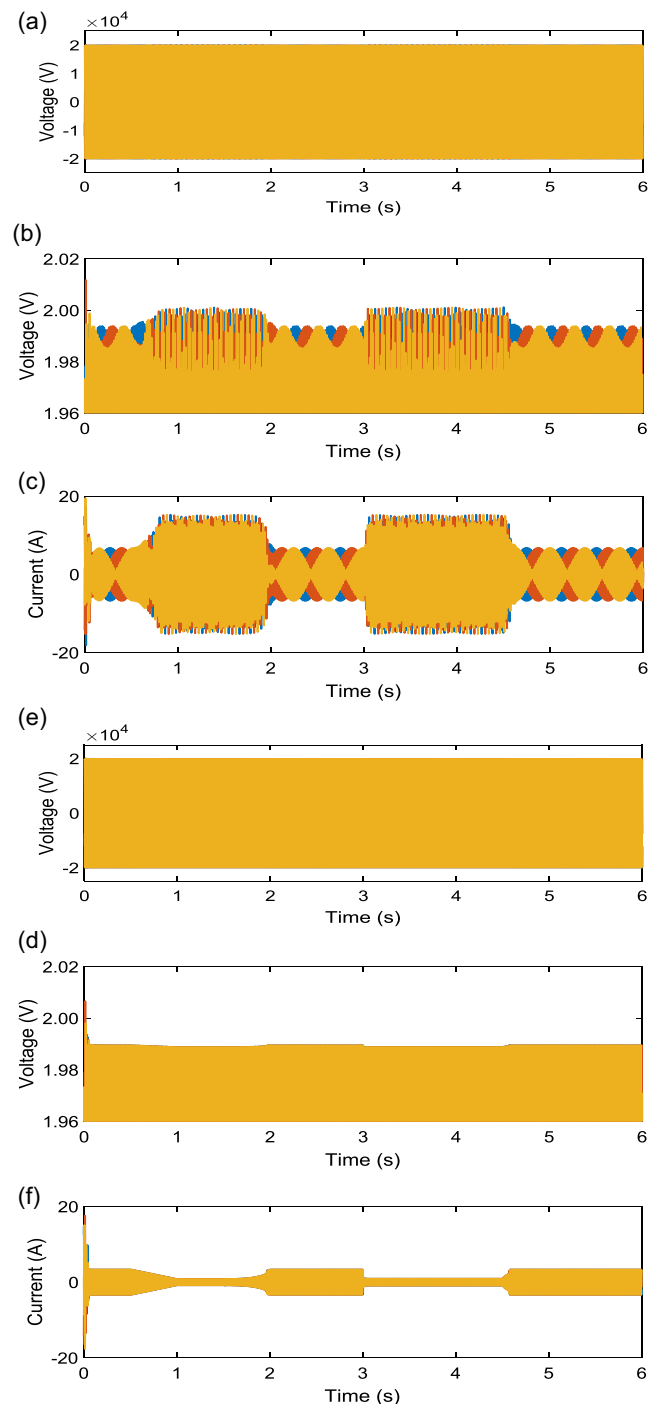 (a)
×10⁴
Voltage (V)
2
1
0
-1
-2
0 1 2 3 4 5 6
Time (s)
(b)
Voltage (V)
2.02
2.00
1.98
1.96
0 1 2 3 4 5 6
Time (s)
(c)
Current (A)
20
0
-20
0 1 2 3 4 5 6
Time (s)
(e)
×10⁴
Voltage (V)
2
0
-2
0 1 2 3 4 5 6
Time (s)
(d)
Voltage (V)
2.02
2.00
1.98
1.96
0 1 2 3 4 5 6
Time (s)
(f)
Current (A)
20
0
-20
0 1 2 3 4 5 6
Time (s)